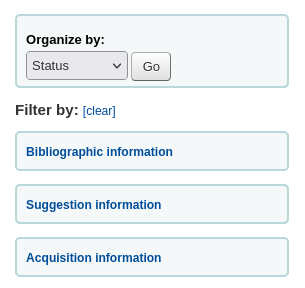 Organize by:
Status
Go
Filter by: [clear]
Bibliographic information
Suggestion information
Acquisition information